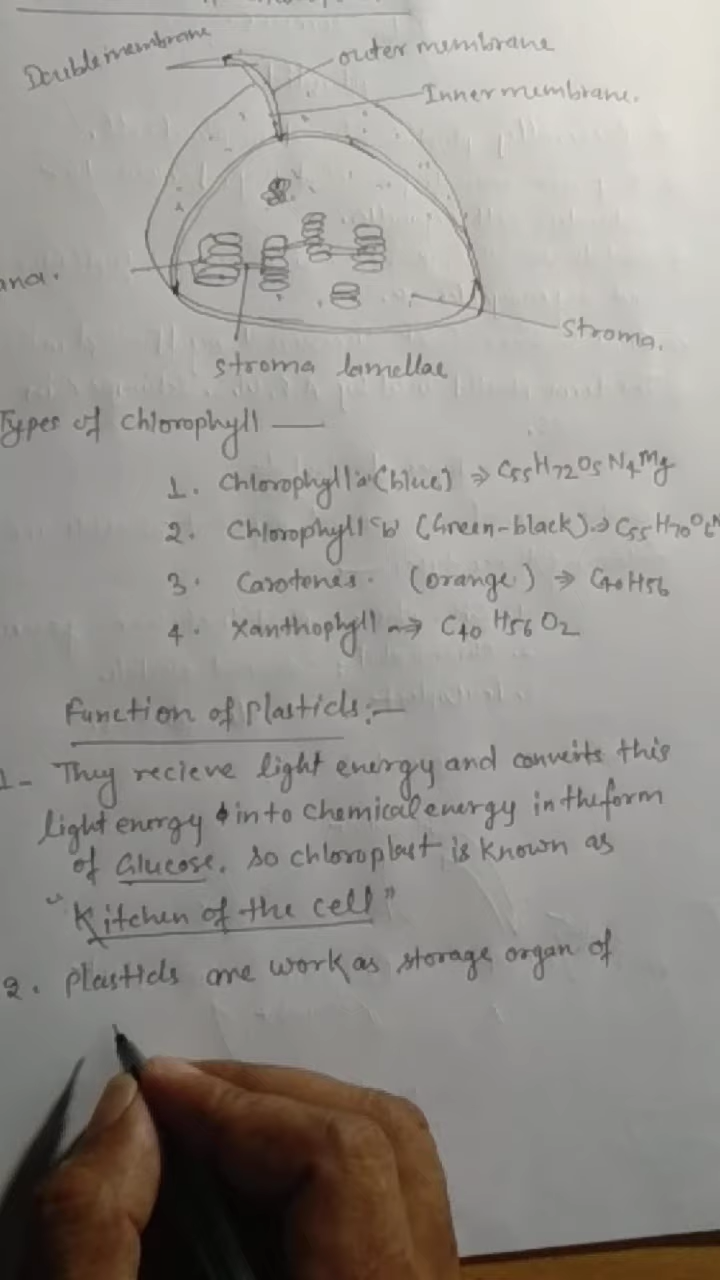 Double membrane
outer membrane
Inner membrane.
ana.
stroma.
stroma lamellae
Types of chlorophyll —
1. Chlorophyll 'a' (blue) ⇒ C55H72O5N4Mg
2. Chlorophyll 'b' (Green-black) ⇒ C55H70O6N
3. Carotenes. (orange) ⇒ C40H56
4. Xanthophyll ⇒ C40H56O2
Function of Plastids:—
1- They recieve light energy and converts this
light energy into chemical energy in the form
of Glucose. so chloroplast is known as
"Kitchen of the cell"
2. Plastids are work as storage organ of